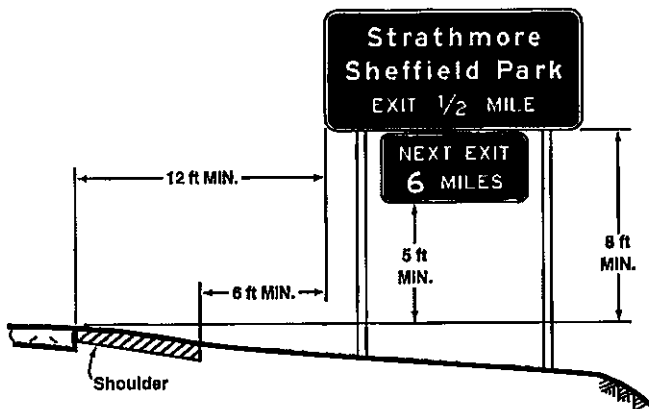 Strathmore
Sheffield Park
EXIT 1/2 MILE
NEXT EXIT
6 MILES
12 ft MIN.
5 ft
MIN.
8 ft
MIN.
6 ft MIN.
Shoulder